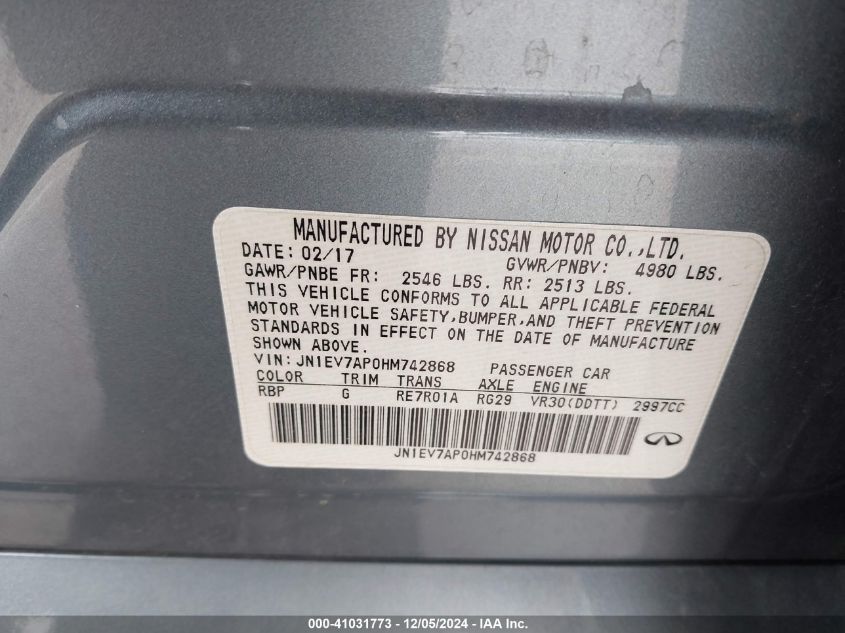 MANUFACTURED BY NISSAN MOTOR CO.,LTD.
DATE: 02/17 GVWR/PNBV: 4980 LBS.
GAWR/PNBE FR: 2546 LBS. RR: 2513 LBS.
THIS VEHICLE CONFORMS TO ALL APPLICABLE FEDERAL
MOTOR VEHICLE SAFETY,BUMPER,AND THEFT PREVENTION
STANDARDS IN EFFECT ON THE DATE OF MANUFACTURE
SHOWN ABOVE.
VIN: JN1EV7AP0HM742868 PASSENGER CAR
COLOR TRIM TRANS AXLE ENGINE
RBP G RE7R01A RG29 VR30(DDTT) 2997CC
JN1EV7AP0HM742868
000-41031773 - 12/05/2024 - IAA Inc.